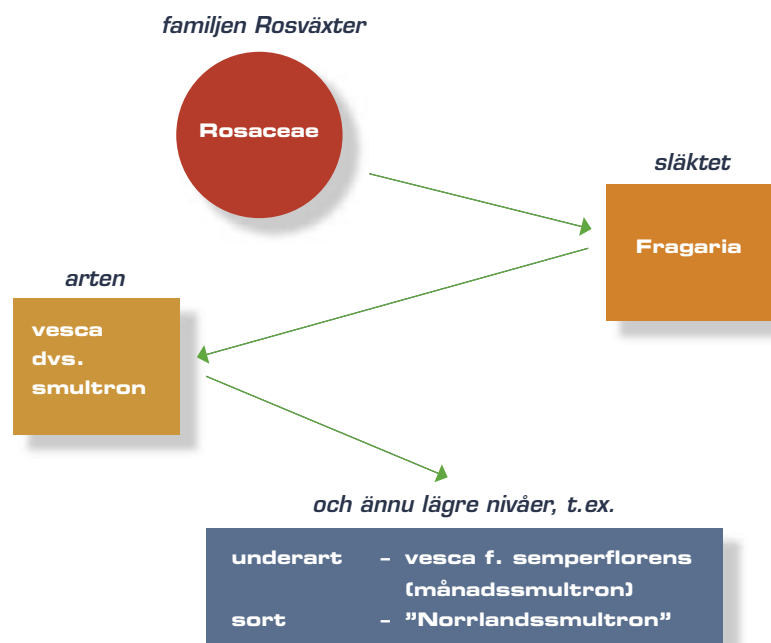 familjen Rosväxter
Rosaceae
släktet
Fragaria
arten
vesca
dvs.
smultron
och ännu lägre nivåer, t.ex.
underart – vesca f. semperflorens
(månadssmultron)
sort – ”Norrlandssmultron”